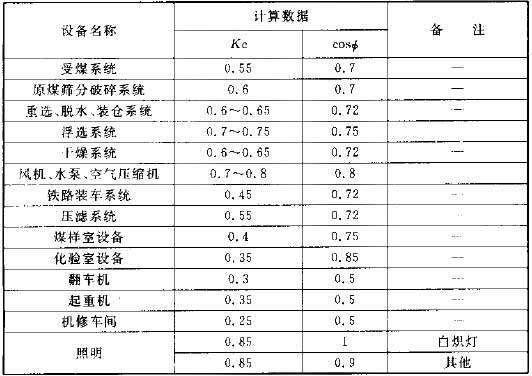 设备名称 计算数据 备 注
Kc cosφ
受煤系统 0.55 0.7 —
原煤筛分破碎系统 0.6 0.7 —
重选、脱水、装仓系统 0.6~0.65 0.72 —
浮选系统 0.7~0.75 0.75 —
干燥系统 0.6~0.65 0.72 —
风机、水泵、空气压缩机 0.7~0.8 0.8 —
铁路装车系统 0.45 0.72 —
压滤系统 0.55 0.72 —
煤样室设备 0.4 0.75 —
化验室设备 0.35 0.85 —
翻车机 0.3 0.5 —
起重机 0.35 0.5 —
机修车间 0.25 0.5 —
照明 0.85 1 白炽灯
0.85 0.9 其他